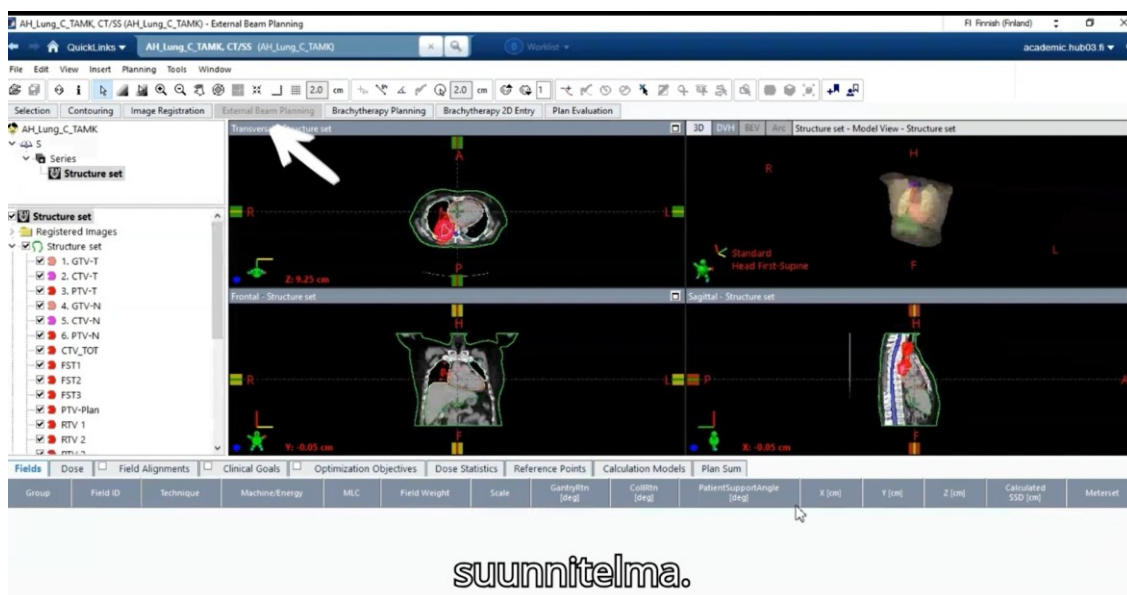 AH_Lung_C_TAMK, CT/SS (AH_Lung_C_TAMK) - External Beam Planning FI Finnish (Finland)
QuickLinks AH_Lung_C_TAMK, CT/SS (AH_Lung_C_TAMK) 0 Worklist academic.hub03.fi
File Edit View Insert Planning Tools Window
2.0 cm 2.0 cm 1
Selection Contouring Image Registration External Beam Planning Brachytherapy Planning Brachytherapy 2D Entry Plan Evaluation
AH_Lung_C_TAMK
S
Series
Structure set
Structure set
Registered Images
Structure set
1. GTV-T
2. CTV-T
3. PTV-T
4. GTV-N
5. CTV-N
6. PTV-N
CTV_TOT
FST1
FST2
FST3
PTV-Plan
RTV 1
RTV 2
Structure set
A
R
L
P
Z: 9.25 cm
3D DVH BEV Arc Structure set - Model View - Structure set
H
R
L
Standard
Head First-Supine
F
Frontal - Structure set
H
R
L
F
Y: -0.05 cm
Sagittal - Structure set
H
P
A
F
X: -0.05 cm
Fields Dose Field Alignments Clinical Goals Optimization Objectives Dose Statistics Reference Points Calculation Models Plan Sum
Group Field ID Technique Machine/Energy MLC Field Weight Scale GantryRtn [deg] CollRtn [deg] PatientSupportAngle [deg] X [cm] Y [cm] Z [cm] Calculated SSD [cm] Meterset
suunnitelma.